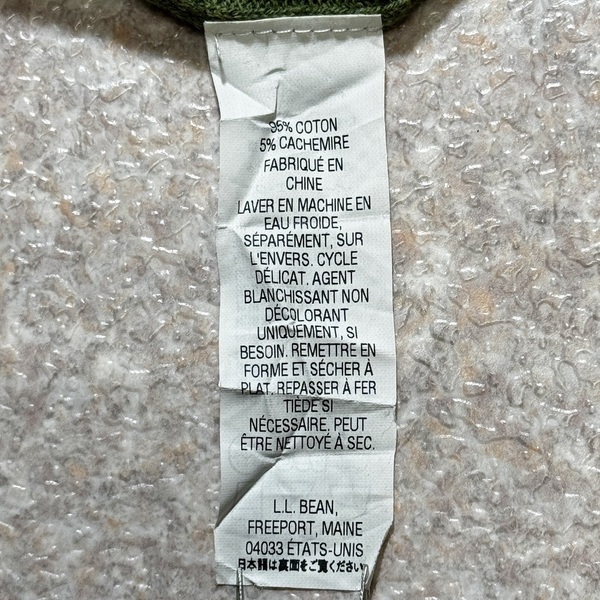 95% COTON
5% CACHEMIRE
FABRIQUÉ EN
CHINE
LAVER EN MACHINE EN
EAU FROIDE,
SÉPARÉMENT, SUR
L'ENVERS. CYCLE
DÉLICAT. AGENT
BLANCHISSANT NON
DÉCOLORANT
UNIQUEMENT, SI
BESOIN. REMETTRE EN
FORME ET SÉCHER À
PLAT. REPASSER À FER
TIÈDE SI
NÉCESSAIRE. PEUT
ÊTRE NETTOYÉ À SEC.
L.L. BEAN,
FREEPORT, MAINE
04033 ÉTATS-UNIS
日本語は裏面をご覧ください